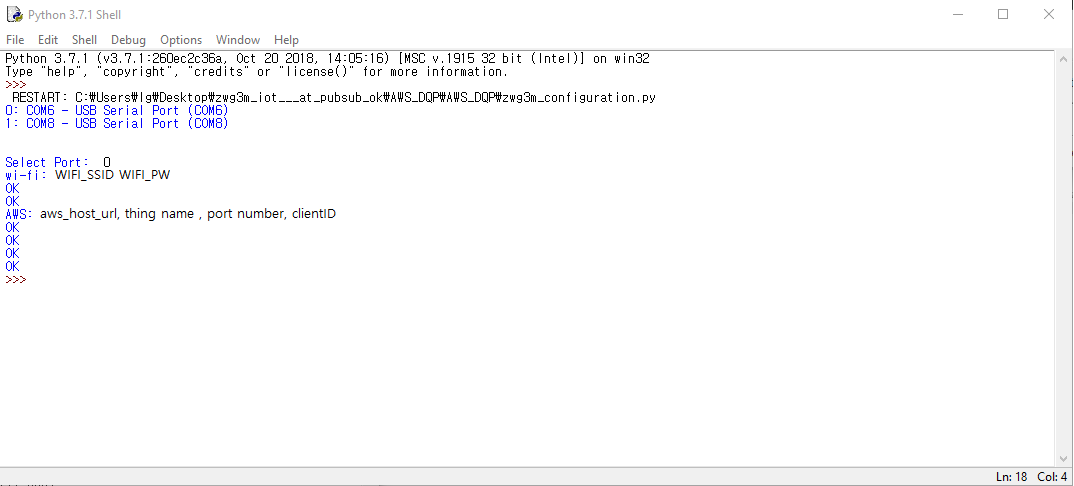 Python 3.7.1 Shell
File Edit Shell Debug Options Window Help
Python 3.7.1 (v3.7.1:260ec2c36a, Oct 20 2018, 14:05:16) [MSC v.1915 32 bit (Intel)] on win32
Type "help", "copyright", "credits" or "license()" for more information.
>>>
RESTART: C:₩Users₩lg₩Desktop₩zwg3m_iot___at_pubsub_ok₩AWS_DQP₩AWS_DQP₩zwg3m_configuration.py
0: COM6 - USB Serial Port (COM6)
1: COM8 - USB Serial Port (COM8)
Select Port: 0
wi-fi: WIFI_SSID WIFI_PW
OK
OK
AWS: aws_host_url, thing name , port number, clientID
OK
OK
OK
OK
>>>
Ln: 18 Col: 4